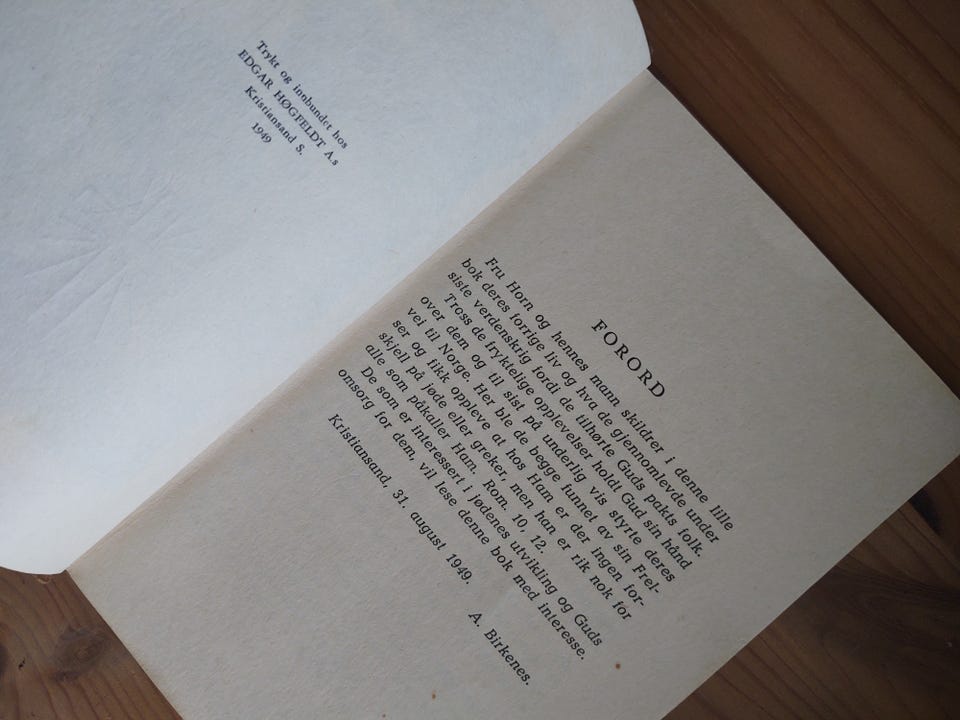 Trykt og innbundet hos
EDGAR HØGFELDT A.s
Kristiansand S.
1949
FORORD
Fru Horn og hennes mann skildrer i denne lille
bok deres forrige liv og hva de gjennomlevde under
siste verdenskrig fordi de tilhørte Guds pakts folk.
Tross de fryktelige opplevelser holdt Gud sin hånd
over dem og til sist på underlig vis styrte deres
vei til Norge. Her ble de begge funnet av sin Frel-
ser og fikk oppleve at hos Ham er der ingen for-
skjell på jøde eller greker, men han er rik nok for
alle som påkaller Ham. Rom. 10, 12.
De som er interessert i jødenes utvikling og Guds
omsorg for dem, vil lese denne bok med interesse.
Kristiansand, 31. august 1949.
A. Birkenes.